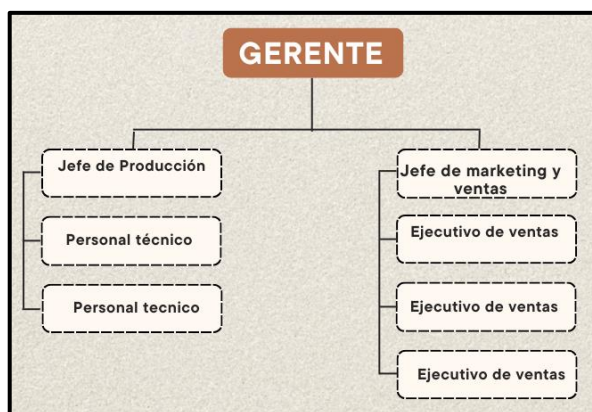 GERENTE
Jefe de Producción
Personal técnico
Personal tecnico
Jefe de marketing y
ventas
Ejecutivo de ventas
Ejecutivo de ventas
Ejecutivo de ventas